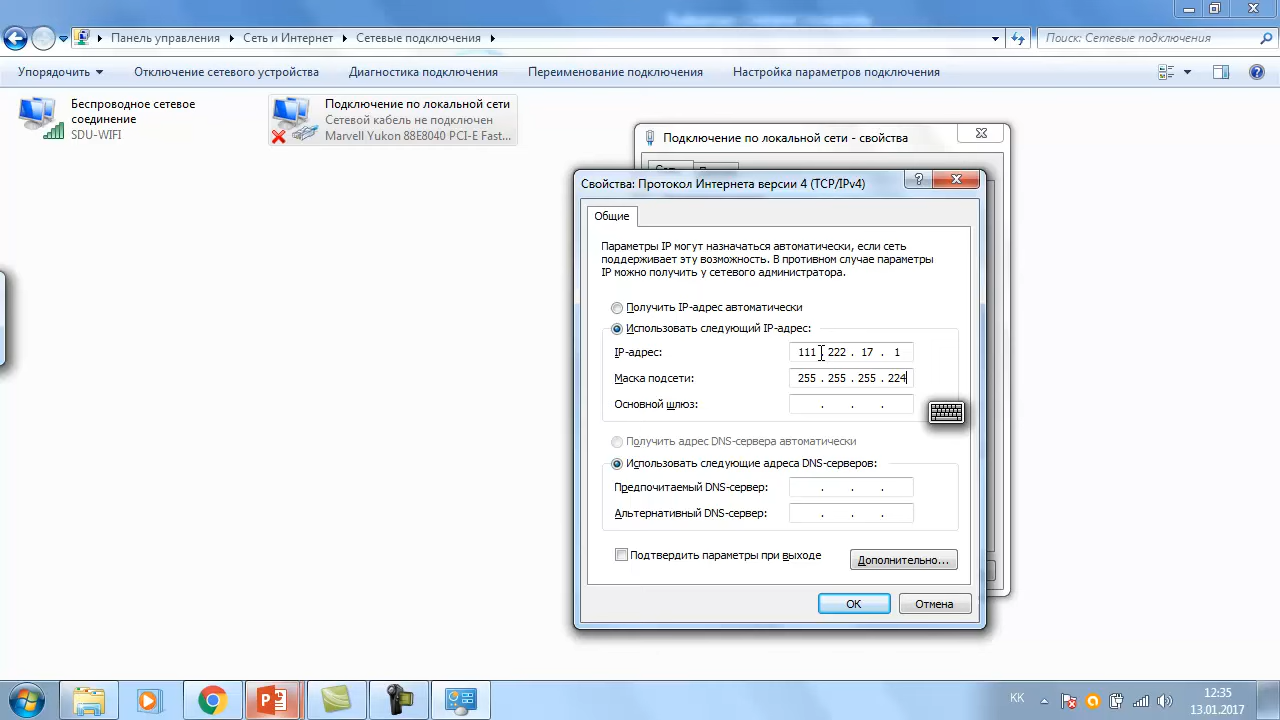 Панель управления
Сеть и Интернет
Сетевые подключения
Поиск: Сетевые подключения
Упорядочить
Отключение сетевого устройства
Диагностика подключения
Переименование подключения
Настройка параметров подключения
Беспроводное сетевое
соединение
SDU-WIFI
Подключение по локальной сети
Сетевой кабель не подключен
Marvell Yukon 88E8040 PCI-E Fast...
Подключение по локальной сети - свойства
Свойства: Протокол Интернета версии 4 (TCP/IPv4)
Общие
Параметры IP могут назначаться автоматически, если сеть
поддерживает эту возможность. В противном случае параметры
IP можно получить у сетевого администратора.
Получить IP-адрес автоматически
Использовать следующий IP-адрес:
IP-адрес:
111 . 222 . 17 . 1
Маска подсети:
255 . 255 . 255 . 224
Основной шлюз:
. . .
Получить адрес DNS-сервера автоматически
Использовать следующие адреса DNS-серверов:
Предпочитаемый DNS-сервер:
. . .
Альтернативный DNS-сервер:
. . .
Подтвердить параметры при выходе
Дополнительно...
ОК
Отмена
KK
12:35
13.01.2017